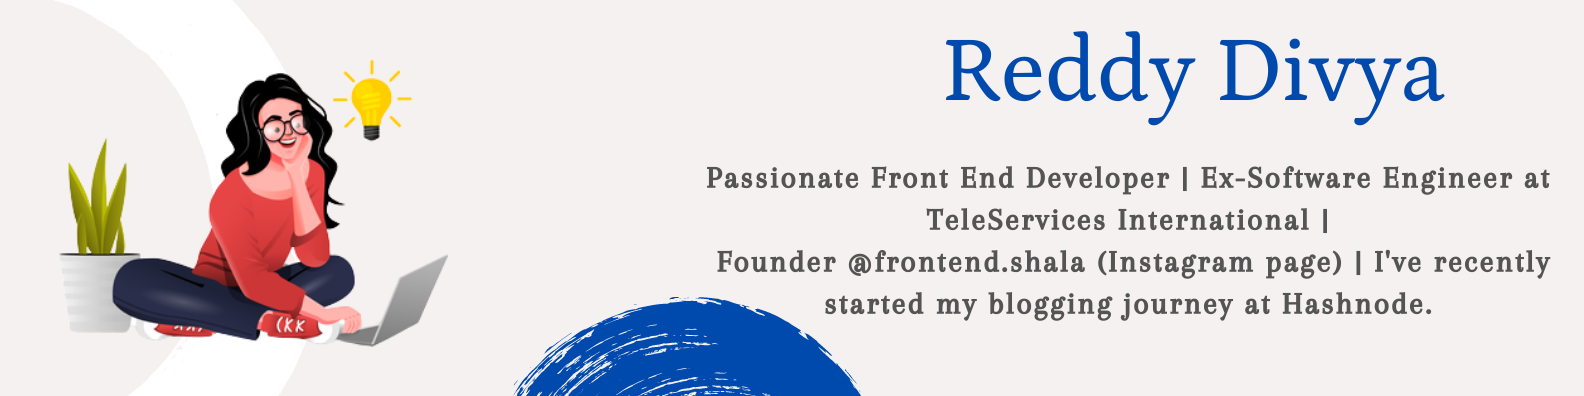 Reddy Divya
Passionate Front End Developer | Ex-Software Engineer at
TeleServices International |
Founder @frontend.shala (Instagram page) | I've recently
started my blogging journey at Hashnode.
(KK